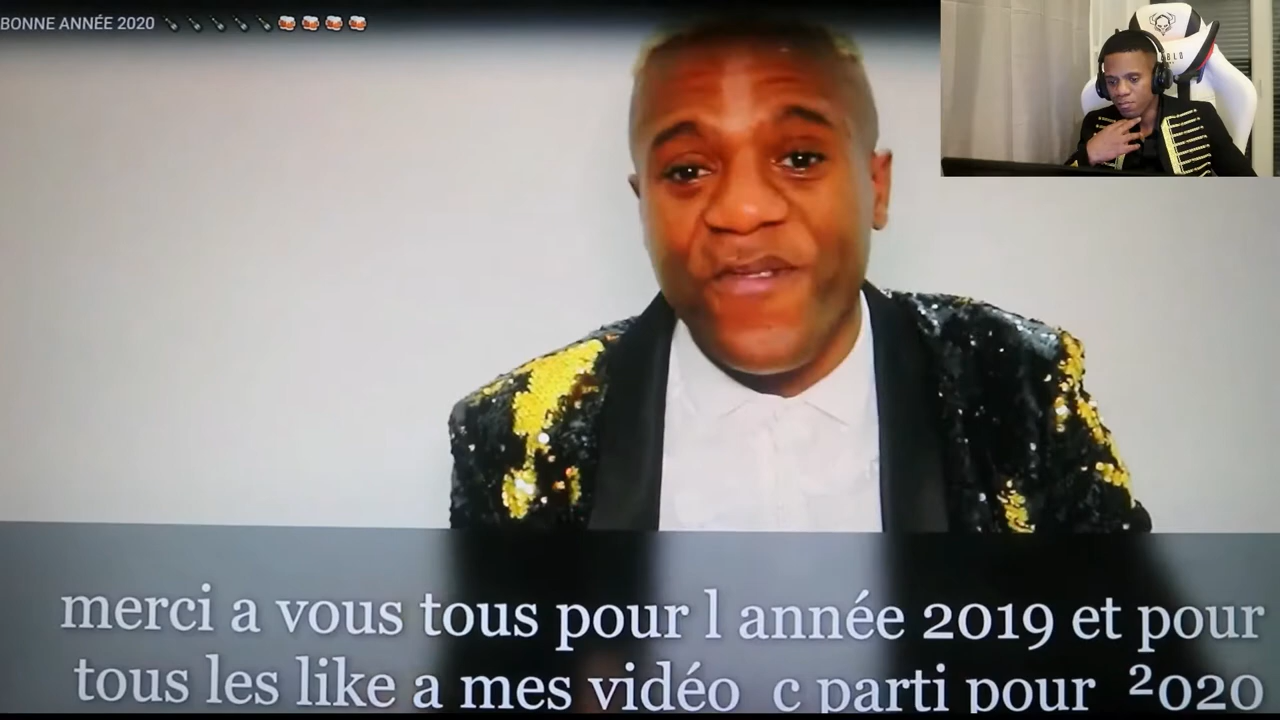 BONNE ANNÉE 2020 🍾🍾🍾🍾🍾🍻🍻🍻🍻
merci a vous tous pour l année 2019 et pour
tous les like a mes vidéo c parti pour ²020